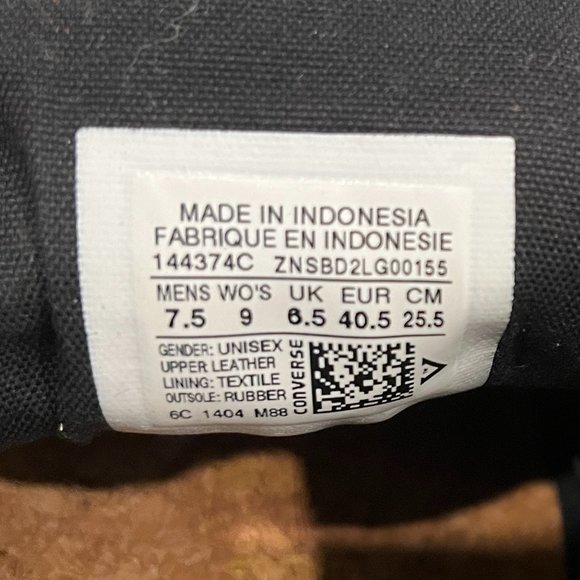 MADE IN INDONESIA
FABRIQUE EN INDONESIE
144374C ZNSBD2LG00155
MENS WO'S UK EUR CM
7.5 9 6.5 40.5 25.5
GENDER: UNISEX
UPPER: LEATHER
LINING: TEXTILE
OUTSOLE: RUBBER
6C 1404 M88
CONVERSE